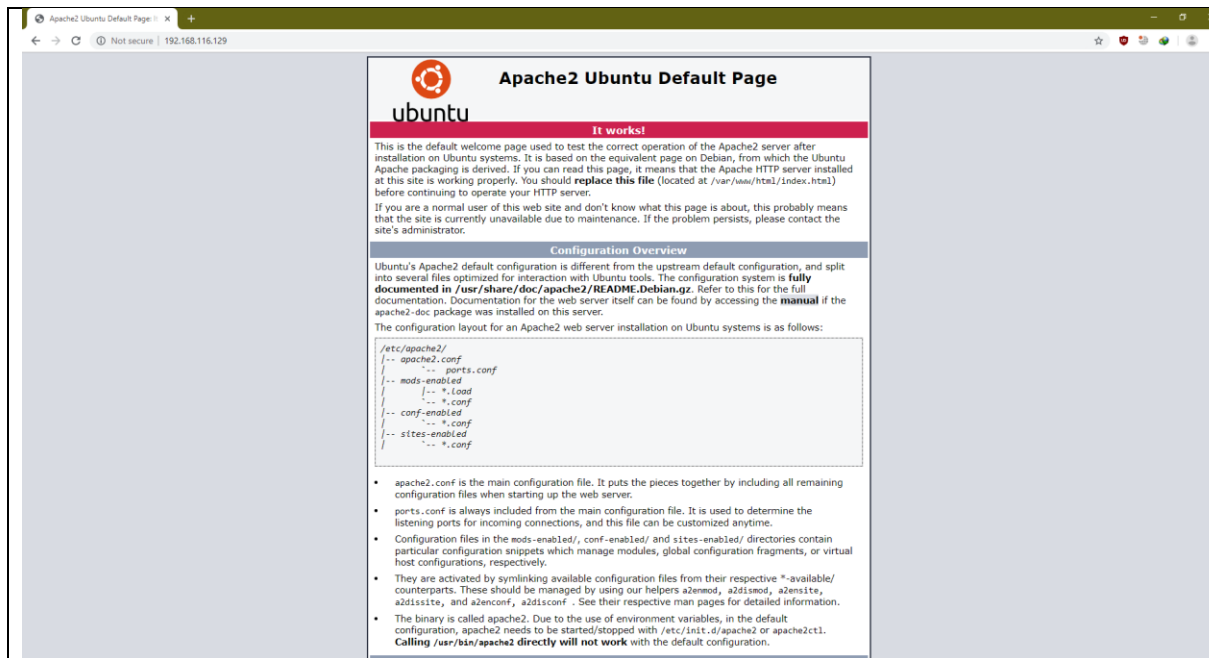 Apache2 Ubuntu Default Page: It
Not secure | 192.168.116.129
Apache2 Ubuntu Default Page
ubuntu
It works!
This is the default welcome page used to test the correct operation of the Apache2 server after
installation on Ubuntu systems. It is based on the equivalent page on Debian, from which the Ubuntu
Apache packaging is derived. If you can read this page, it means that the Apache HTTP server installed
at this site is working properly. You should replace this file (located at /var/www/html/index.html)
before continuing to operate your HTTP server.
If you are a normal user of this web site and don't know what this page is about, this probably means
that the site is currently unavailable due to maintenance. If the problem persists, please contact the
site's administrator.
Configuration Overview
Ubuntu's Apache2 default configuration is different from the upstream default configuration, and split
into several files optimized for interaction with Ubuntu tools. The configuration system is fully
documented in /usr/share/doc/apache2/README.Debian.gz. Refer to this for the full
documentation. Documentation for the web server itself can be found by accessing the manual if the
apache2-doc package was installed on this server.
The configuration layout for an Apache2 web server installation on Ubuntu systems is as follows:
/etc/apache2/
|-- apache2.conf
|       `-- ports.conf
|-- mods-enabled
|       |-- *.load
|       `-- *.conf
|-- conf-enabled
|       `-- *.conf
|-- sites-enabled
|       `-- *.conf
• apache2.conf is the main configuration file. It puts the pieces together by including all remaining
configuration files when starting up the web server.
• ports.conf is always included from the main configuration file. It is used to determine the
listening ports for incoming connections, and this file can be customized anytime.
• Configuration files in the mods-enabled/, conf-enabled/ and sites-enabled/ directories contain
particular configuration snippets which manage modules, global configuration fragments, or virtual
host configurations, respectively.
• They are activated by symlinking available configuration files from their respective *-available/
counterparts. These should be managed by using our helpers a2enmod, a2dismod, a2ensite,
a2dissite, and a2enconf, a2disconf . See their respective man pages for detailed information.
• The binary is called apache2. Due to the use of environment variables, in the default
configuration, apache2 needs to be started/stopped with /etc/init.d/apache2 or apache2ctl.
Calling /usr/bin/apache2 directly will not work with the default configuration.